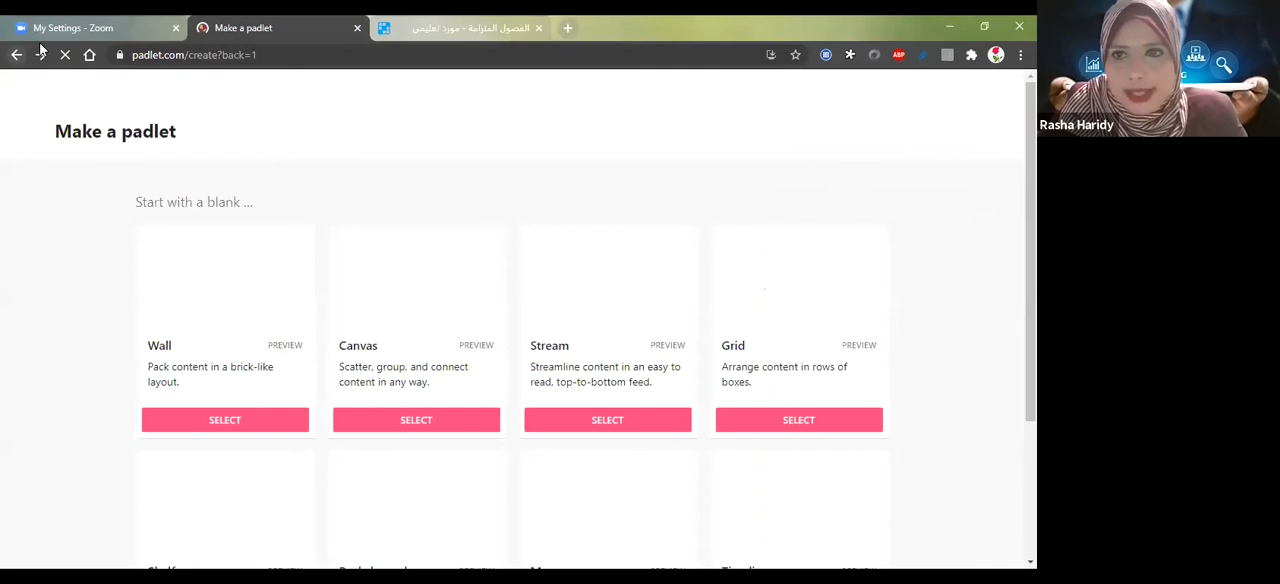 My Settings - Zoom
Make a padlet
الفصول المتزامنة - مورد تعليمي
padlet.com/create?back=1
ABP
Rasha Haridy
Make a padlet
Start with a blank ...
Wall PREVIEW
Pack content in a brick-like
layout.
SELECT
Canvas PREVIEW
Scatter, group, and connect
content in any way.
SELECT
Stream PREVIEW
Streamline content in an easy to
read, top-to-bottom feed.
SELECT
Grid PREVIEW
Arrange content in rows of
boxes.
SELECT